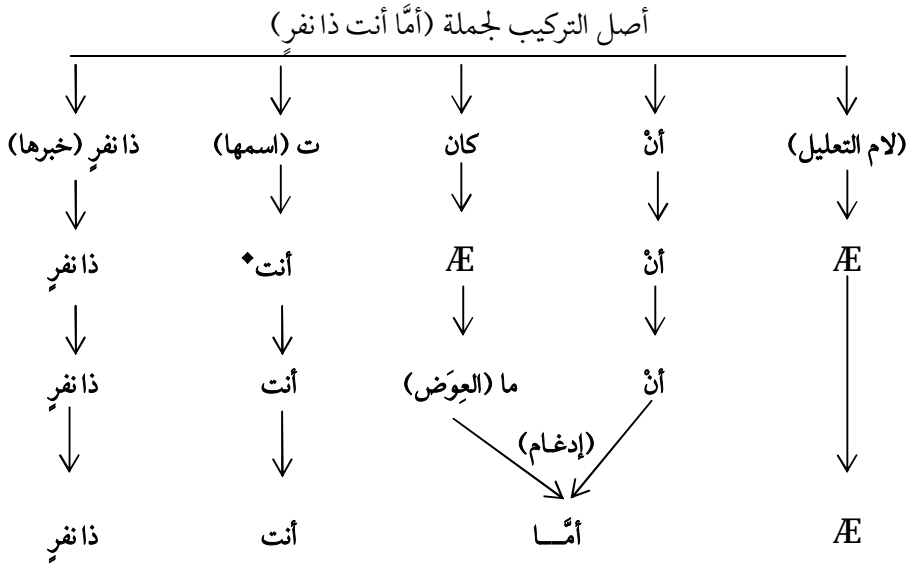 أصل التركيب لجملة (أمَّا أنت ذا نفرٍ)
(لام التعليل) أنْ كان ت (اسمها) ذا نفرٍ (خبرها)
Æ أنْ Æ أنت♦ ذا نفرٍ
أنْ ما (العِوَض) أنت ذا نفرٍ
(إدغام)
Æ أمَّــــا أنت ذا نفرٍ